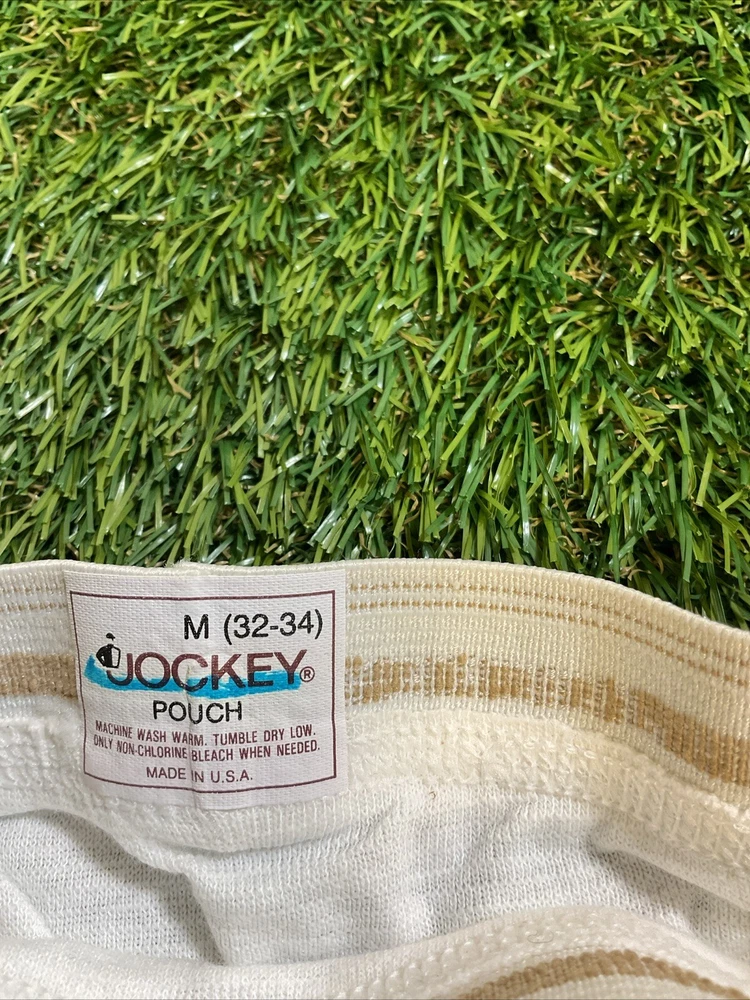 M (32-34)
JOCKEY®
POUCH
MACHINE WASH WARM. TUMBLE DRY LOW.
ONLY NON-CHLORINE BLEACH WHEN NEEDED.
MADE IN U.S.A.